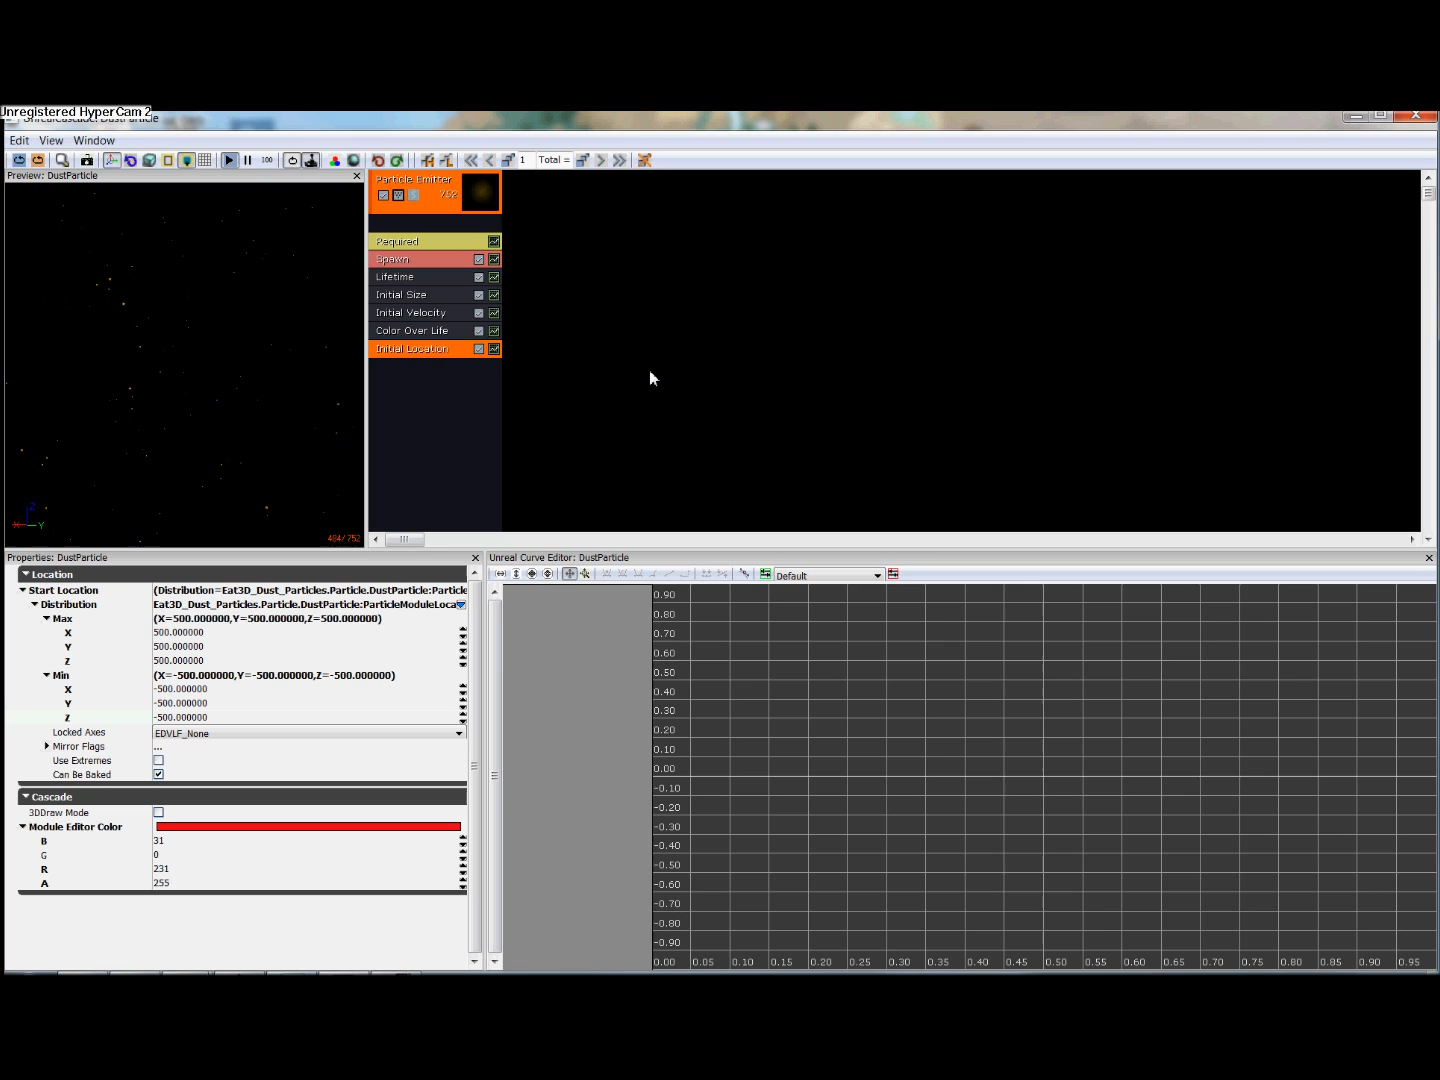 Unregistered HyperCam 2
UnrealCascade: DustParticle
Edit View Window
100
1 Total =
Preview: DustParticle
Particle Emitter
752
Required
Spawn
Lifetime
Initial Size
Initial Velocity
Color Over Life
Initial Location
Z
X Y
484/752
Properties: DustParticle
Location
Start Location (Distribution=Eat3D_Dust_Particles.Particle.DustParticle:Particle
Distribution Eat3D_Dust_Particles.Particle.DustParticle:ParticleModuleLoca
Max (X=500.000000,Y=500.000000,Z=500.000000)
X 500.000000
Y 500.000000
Z 500.000000
Min (X=-500.000000,Y=-500.000000,Z=-500.000000)
X -500.000000
Y -500.000000
Z -500.000000
Locked Axes EDVLF_None
Mirror Flags ...
Use Extremes
Can Be Baked
Cascade
3DDraw Mode
Module Editor Color
B 31
G 0
R 231
A 255
Unreal Curve Editor: DustParticle
Default
0.90
0.80
0.70
0.60
0.50
0.40
0.30
0.20
0.10
0.00
-0.10
-0.20
-0.30
-0.40
-0.50
-0.60
-0.70
-0.80
-0.90
0.00 0.05 0.10 0.15 0.20 0.25 0.30 0.35 0.40 0.45 0.50 0.55 0.60 0.65 0.70 0.75 0.80 0.85 0.90 0.95